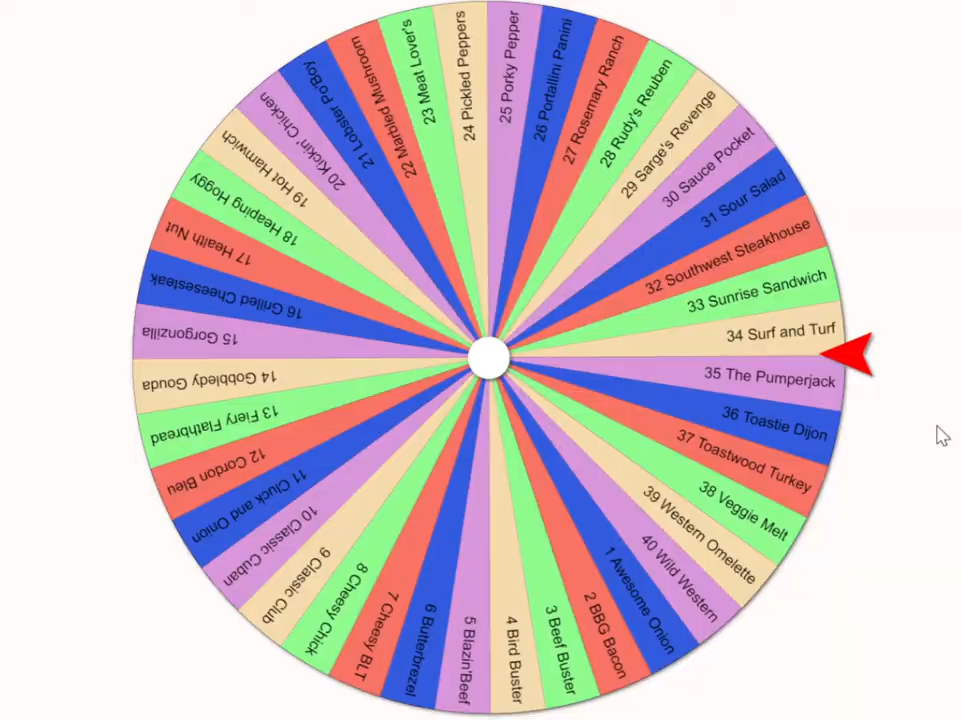 1 Awesome Onion
2 BBG Bacon
3 Beef Buster
4 Bird Buster
5 Blazin'Beef
6 Butterbrezel
7 Cheesy BLT
8 Cheesy Chick
9 Classic Club
10 Classic Cuban
11 Cluck and Onion
12 Cordon Bleu
13 Fiery Flathbread
14 Gobbledy Gouda
15 Gorgonzilla
16 Grilled Cheesesteak
17 Health Nut
18 Heaping Hoggy
19 Hot Hamwich
20 Kickin' Chicken
21 Lobster Po'Boy
22 Marbled Mushroom
23 Meat Lover's
24 Pickled Peppers
25 Porky Pepper
26 Portallini Panini
27 Rosemary Ranch
28 Rudy's Reuben
29 Sarge's Revenge
30 Sauce Pocket
31 Sour Salad
32 Southwest Steakhouse
33 Sunrise Sandwich
34 Surf and Turf
35 The Pumperjack
36 Toastie Dijon
37 Toastwood Turkey
38 Veggie Melt
39 Western Omelette
40 Wild Western